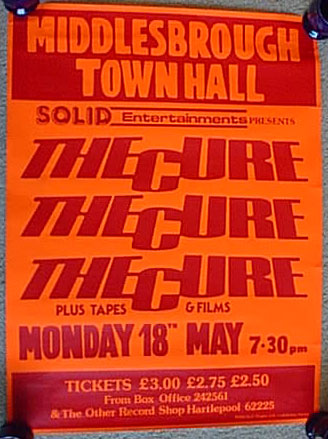 MIDDLESBROUGH
TOWN HALL
SOLID Entertainments PRESENTS
THE CURE
THE CURE
THE CURE
PLUS TAPES & FILMS
MONDAY 18TH MAY 7·30pm
TICKETS £3.00 £2.75 £2.50
From Box Office 242561
& The Other Record Shop Hartlepool 62225